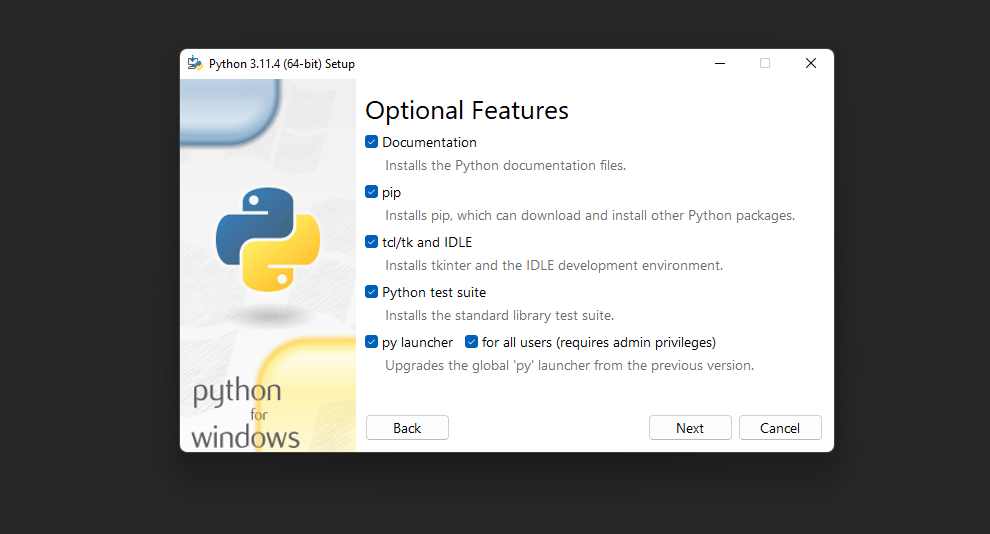 Python 3.11.4 (64-bit) Setup
Optional Features
Documentation
Installs the Python documentation files.
pip
Installs pip, which can download and install other Python packages.
tcl/tk and IDLE
Installs tkinter and the IDLE development environment.
Python test suite
Installs the standard library test suite.
py launcher for all users (requires admin privileges)
Upgrades the global 'py' launcher from the previous version.
python
for
windows
Back Next Cancel